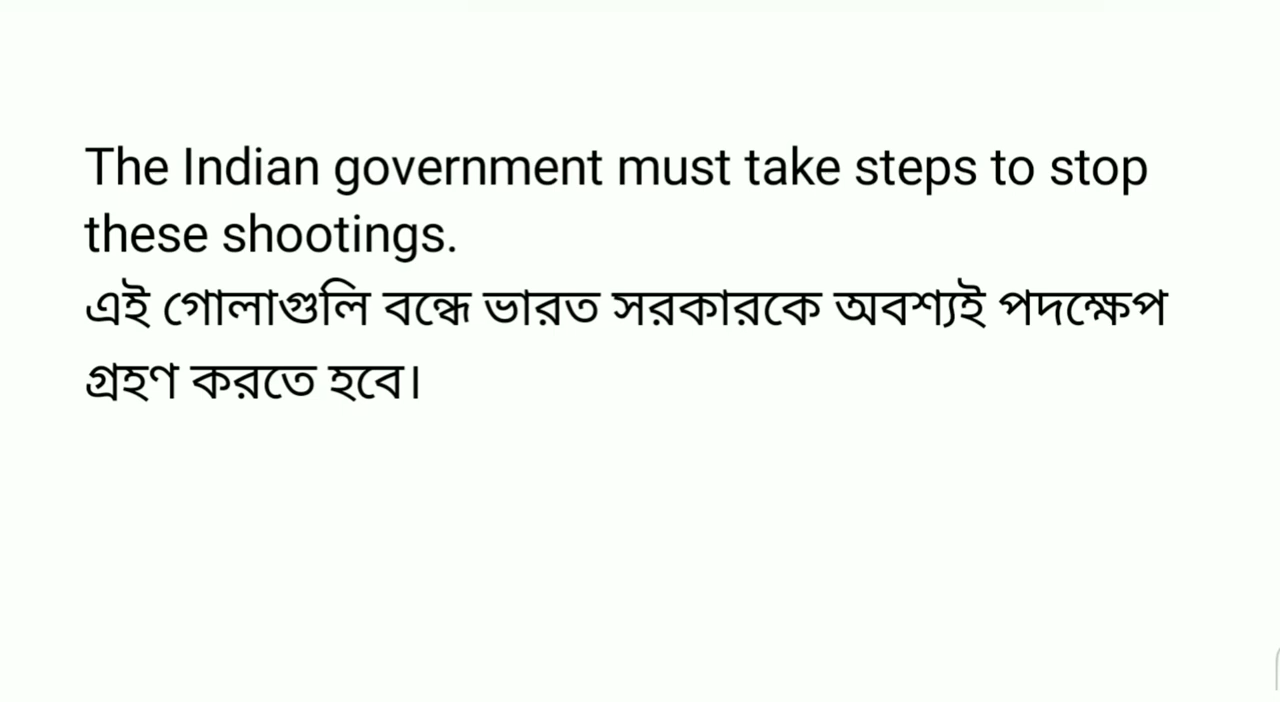 The Indian government must take steps to stop
these shootings.
এই গোলাগুলি বন্ধে ভারত সরকারকে অবশ্যই পদক্ষেপ
গ্রহণ করতে হবে।